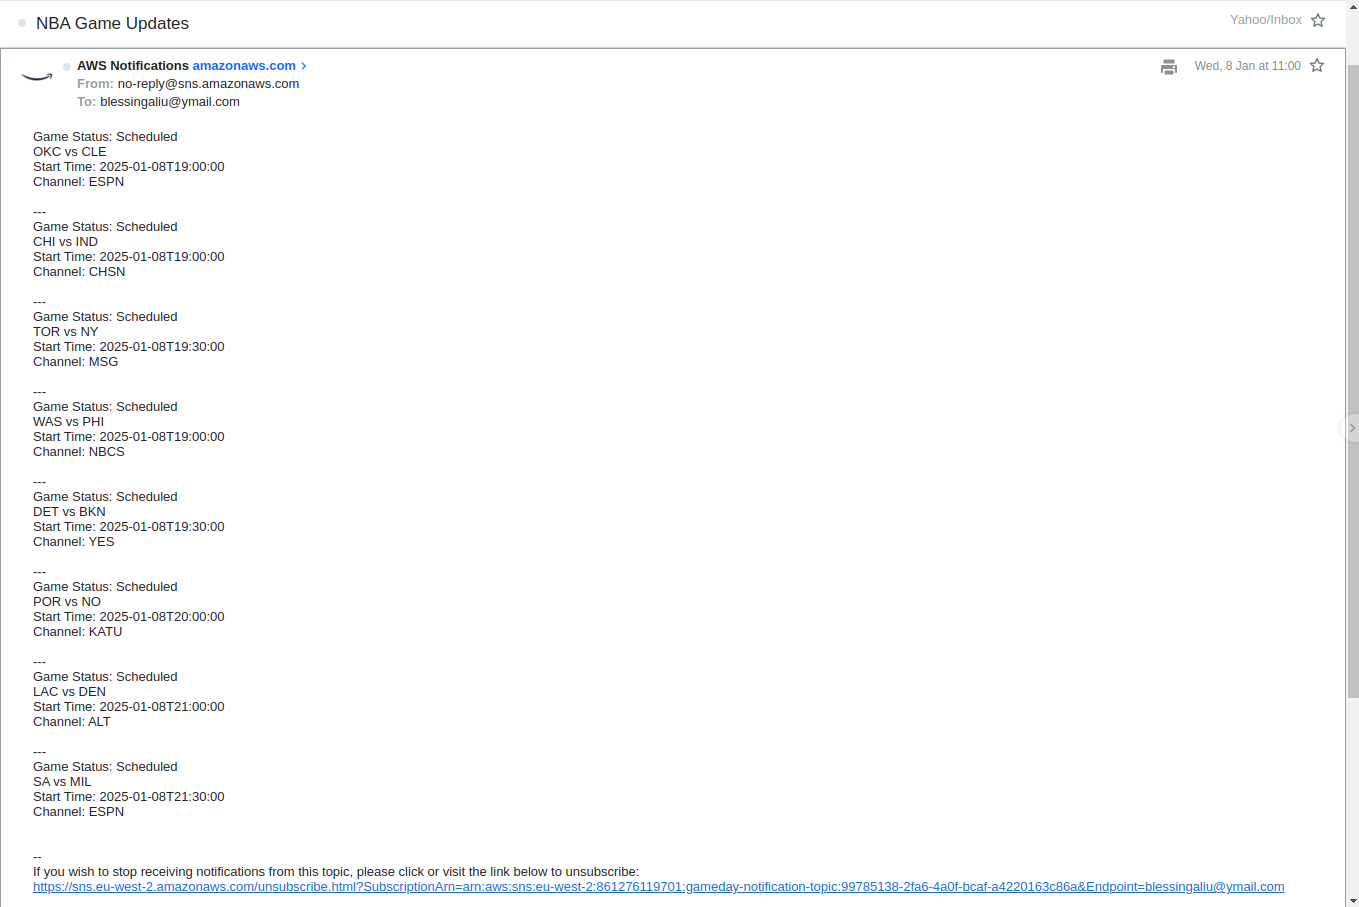 NBA Game Updates
Yahoo/Inbox
AWS Notifications amazonaws.com >
Wed, 8 Jan at 11:00
From: no-reply@sns.amazonaws.com
To: blessingaliu@ymail.com
Game Status: Scheduled
OKC vs CLE
Start Time: 2025-01-08T19:00:00
Channel: ESPN
---
Game Status: Scheduled
CHI vs IND
Start Time: 2025-01-08T19:00:00
Channel: CHSN
---
Game Status: Scheduled
TOR vs NY
Start Time: 2025-01-08T19:30:00
Channel: MSG
---
Game Status: Scheduled
WAS vs PHI
Start Time: 2025-01-08T19:00:00
Channel: NBCS
---
Game Status: Scheduled
DET vs BKN
Start Time: 2025-01-08T19:30:00
Channel: YES
---
Game Status: Scheduled
POR vs NO
Start Time: 2025-01-08T20:00:00
Channel: KATU
---
Game Status: Scheduled
LAC vs DEN
Start Time: 2025-01-08T21:00:00
Channel: ALT
---
Game Status: Scheduled
SA vs MIL
Start Time: 2025-01-08T21:30:00
Channel: ESPN
--
If you wish to stop receiving notifications from this topic, please click or visit the link below to unsubscribe:
https://sns.eu-west-2.amazonaws.com/unsubscribe.html?SubscriptionArn=arn:aws:sns:eu-west-2:861276119701:gameday-notification-topic:99785138-2fa6-4a0f-bcaf-a4220163c86a&Endpoint=blessingaliu@ymail.com